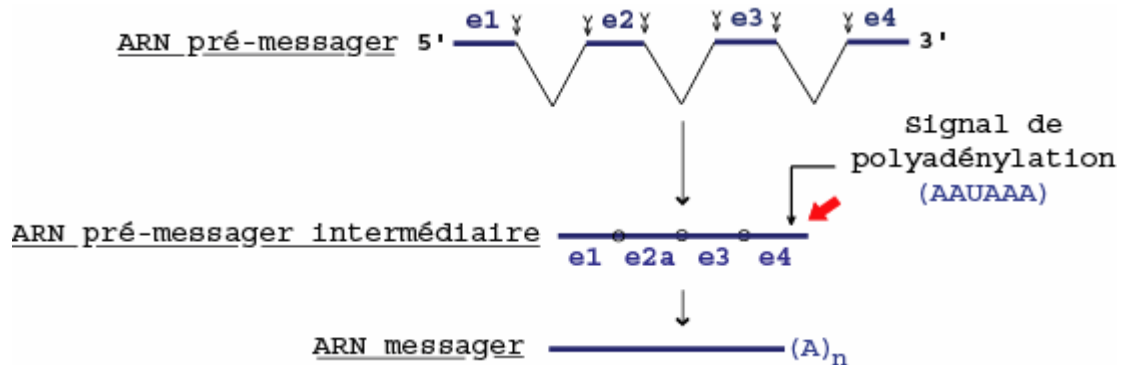 e1 e2 e3 e4
ARN pré-messager 5' 3'
Signal de
polyadénylation
(AAUAAA)
ARN pré-messager intermédiaire
e1 e2a e3 e4
ARN messager (A)n